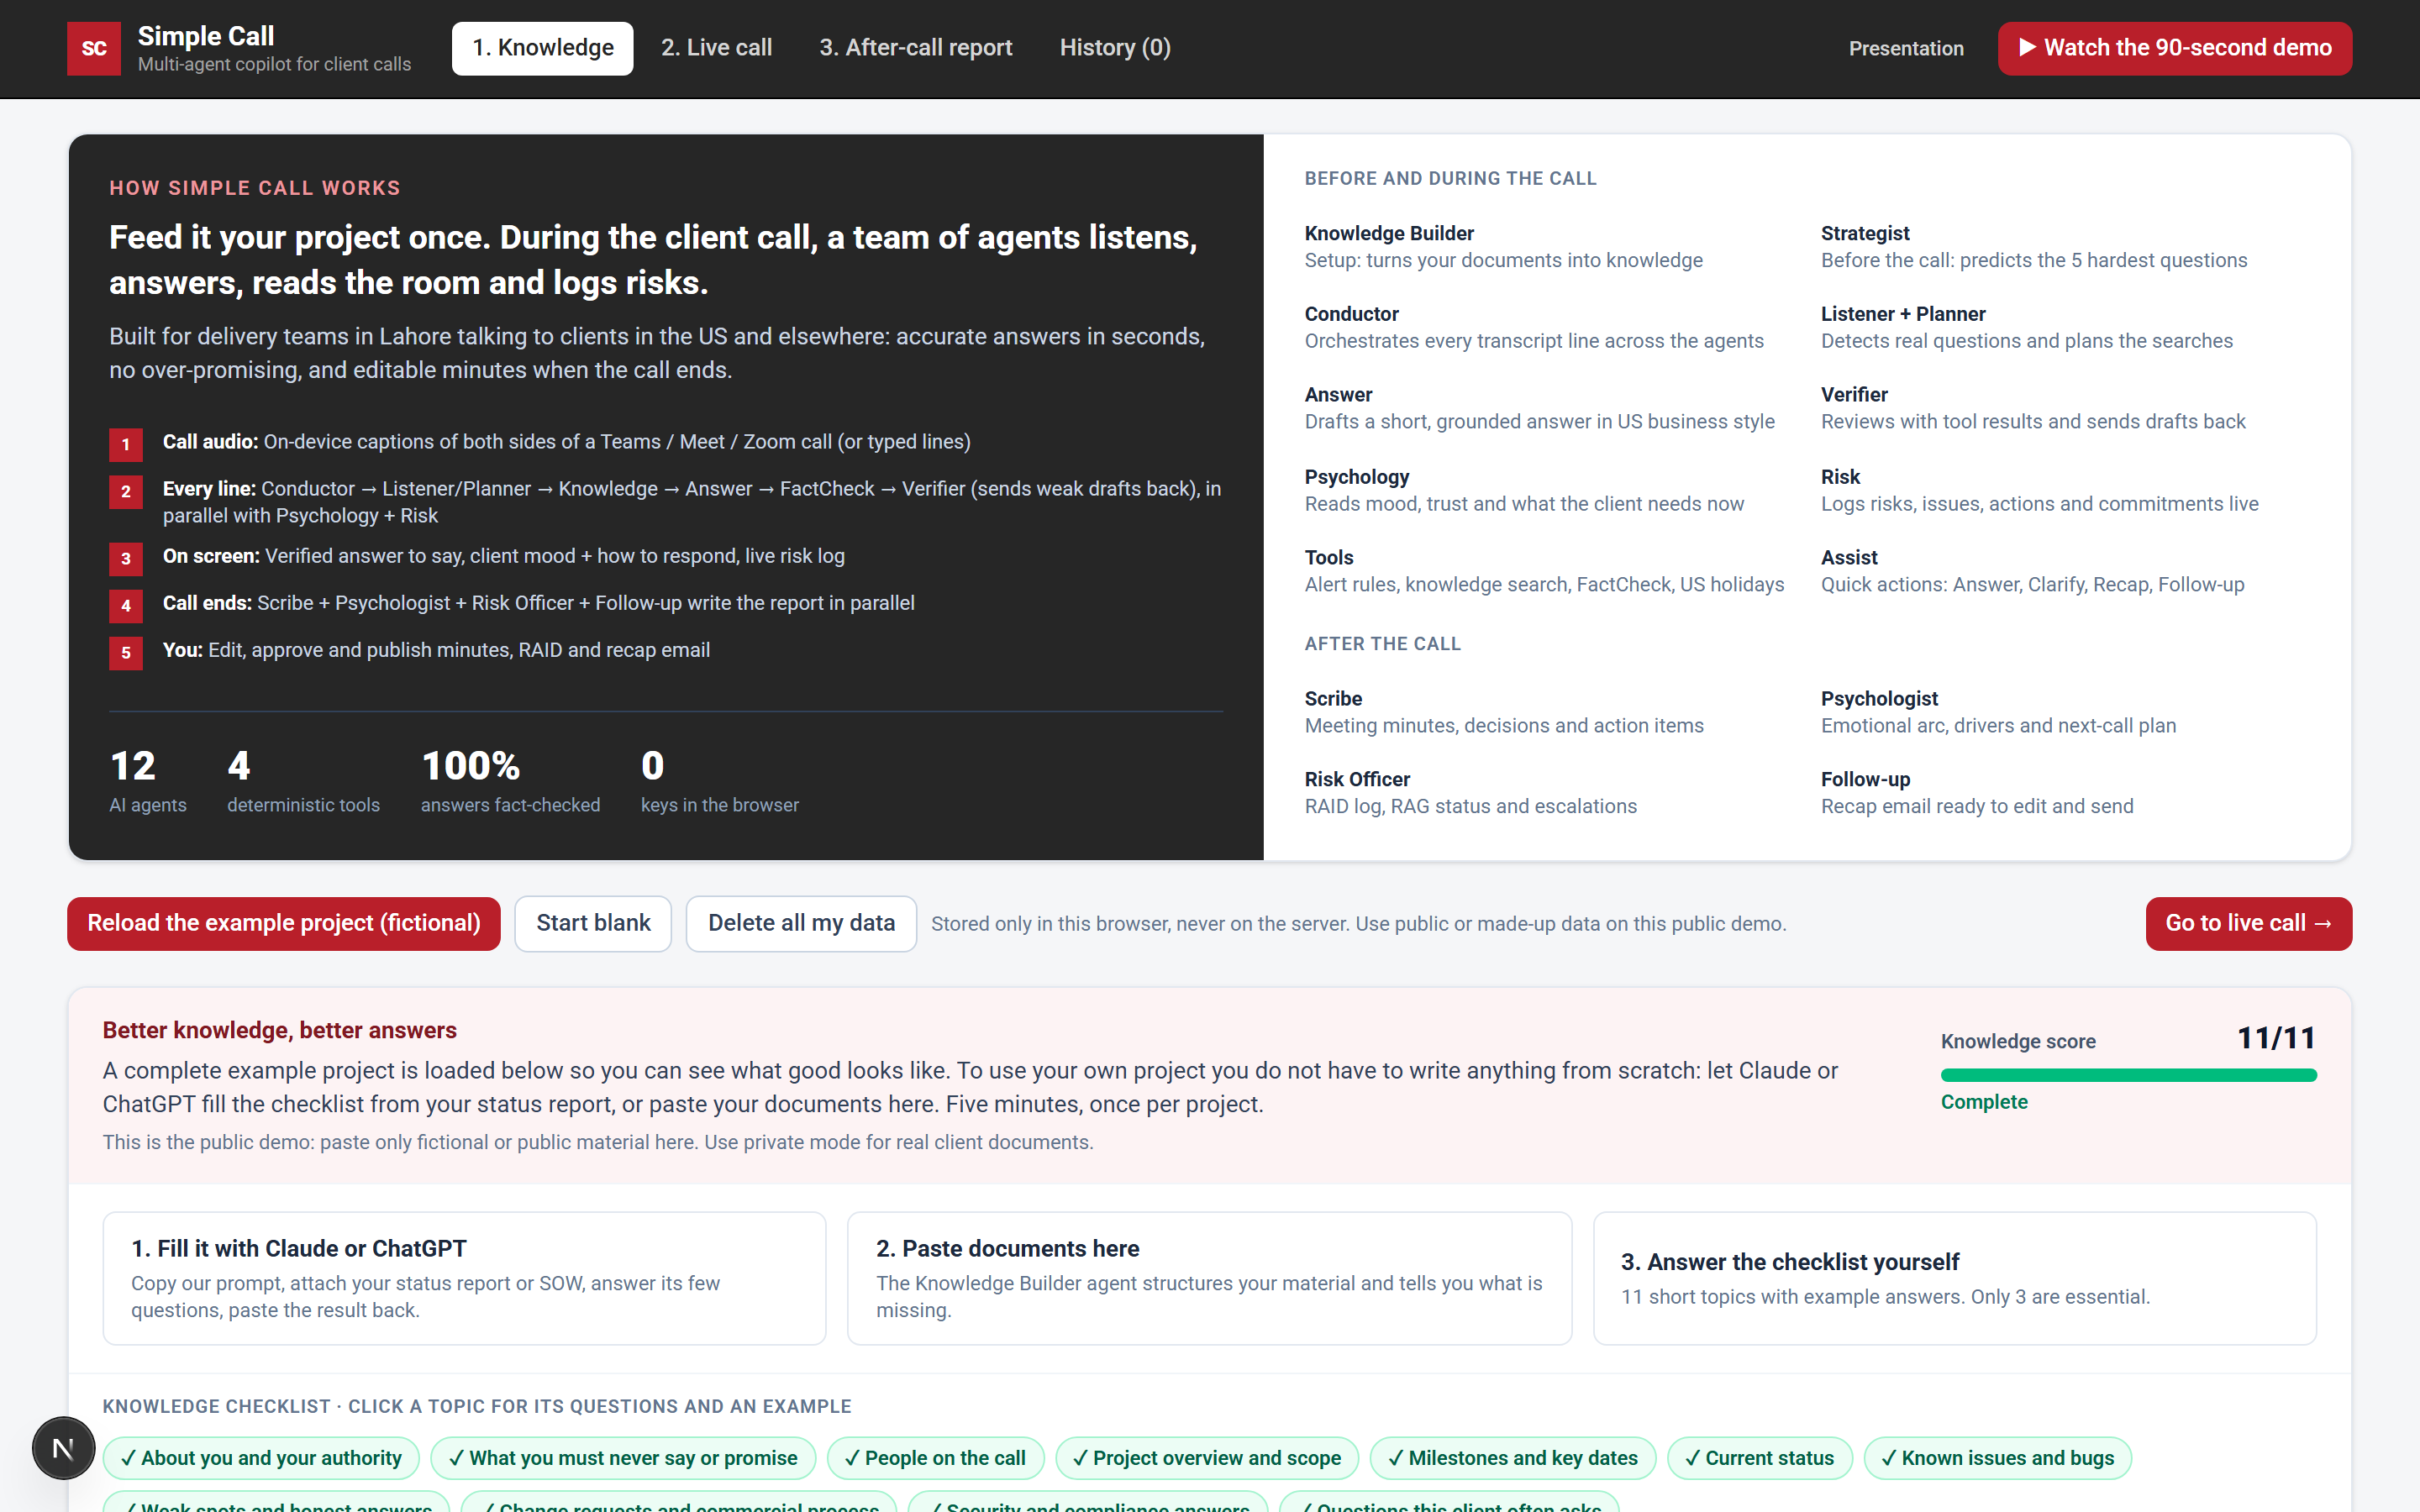 SC
Simple Call
Multi-agent copilot for client calls
1. Knowledge
2. Live call
3. After-call report
History (0)
Presentation
▶ Watch the 90-second demo
HOW SIMPLE CALL WORKS
Feed it your project once. During the client call, a team of agents listens,
answers, reads the room and logs risks.
Built for delivery teams in Lahore talking to clients in the US and elsewhere: accurate answers in seconds,
no over-promising, and editable minutes when the call ends.
1 Call audio: On-device captions of both sides of a Teams / Meet / Zoom call (or typed lines)
2 Every line: Conductor → Listener/Planner → Knowledge → Answer → FactCheck → Verifier (sends weak drafts back), in
parallel with Psychology + Risk
3 On screen: Verified answer to say, client mood + how to respond, live risk log
4 Call ends: Scribe + Psychologist + Risk Officer + Follow-up write the report in parallel
5 You: Edit, approve and publish minutes, RAID and recap email
12
AI agents
4
deterministic tools
100%
answers fact-checked
0
keys in the browser
BEFORE AND DURING THE CALL
Knowledge Builder
Setup: turns your documents into knowledge
Strategist
Before the call: predicts the 5 hardest questions
Conductor
Orchestrates every transcript line across the agents
Listener + Planner
Detects real questions and plans the searches
Answer
Drafts a short, grounded answer in US business style
Verifier
Reviews with tool results and sends drafts back
Psychology
Reads mood, trust and what the client needs now
Risk
Logs risks, issues, actions and commitments live
Tools
Alert rules, knowledge search, FactCheck, US holidays
Assist
Quick actions: Answer, Clarify, Recap, Follow-up
AFTER THE CALL
Scribe
Meeting minutes, decisions and action items
Psychologist
Emotional arc, drivers and next-call plan
Risk Officer
RAID log, RAG status and escalations
Follow-up
Recap email ready to edit and send
Reload the example project (fictional)
Start blank
Delete all my data
Stored only in this browser, never on the server. Use public or made-up data on this public demo.
Go to live call →
Better knowledge, better answers
A complete example project is loaded below so you can see what good looks like. To use your own project you do not have to write anything from scratch: let Claude or
ChatGPT fill the checklist from your status report, or paste your documents here. Five minutes, once per project.
This is the public demo: paste only fictional or public material here. Use private mode for real client documents.
Knowledge score
11/11
Complete
1. Fill it with Claude or ChatGPT
Copy our prompt, attach your status report or SOW, answer its few
questions, paste the result back.
2. Paste documents here
The Knowledge Builder agent structures your material and tells you what is
missing.
3. Answer the checklist yourself
11 short topics with example answers. Only 3 are essential.
KNOWLEDGE CHECKLIST · CLICK A TOPIC FOR ITS QUESTIONS AND AN EXAMPLE
N
✓ About you and your authority
✓ What you must never say or promise
✓ People on the call
✓ Project overview and scope
✓ Milestones and key dates
✓ Current status
✓ Known issues and bugs
✓ Weak spots and honest answers
✓ Change requests and commercial process
✓ Security and compliance answers
✓ Questions this client often asks